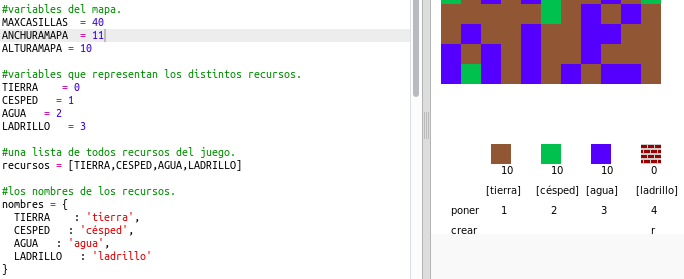 #variables del mapa.
MAXCASILLAS  = 40
ANCHURAMAPA  = 11
ALTURAMAPA = 10
#variables que representan los distintos recursos.
TIERRA    = 0
CESPED   = 1
AGUA   = 2
LADRILLO   = 3
#una lista de todos recursos del juego.
recursos = [TIERRA,CESPED,AGUA,LADRILLO]
#los nombres de los recursos.
nombres = {
  TIERRA    : 'tierra',
  CESPED   : 'césped',
  AGUA   : 'agua',
  LADRILLO   : 'ladrillo'
}
10 10 10 0
[tierra] [césped] [agua] [ladrillo]
poner 1 2 3 4
crear r